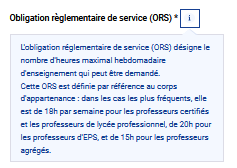 Obligation règlementaire de service (ORS) * i
L'obligation réglementaire de service (ORS) désigne le
nombre d'heures maximal hebdomadaire
d'enseignement qui peut être demandé.
Cette ORS est définie par référence au corps
d'appartenance : dans les cas les plus fréquents, elle
est de 18h par semaine pour les professeurs certifiés
et les professeurs de lycée professionnel, de 20h pour
les professeurs d'EPS, et de 15h pour les professeurs
agrégés.